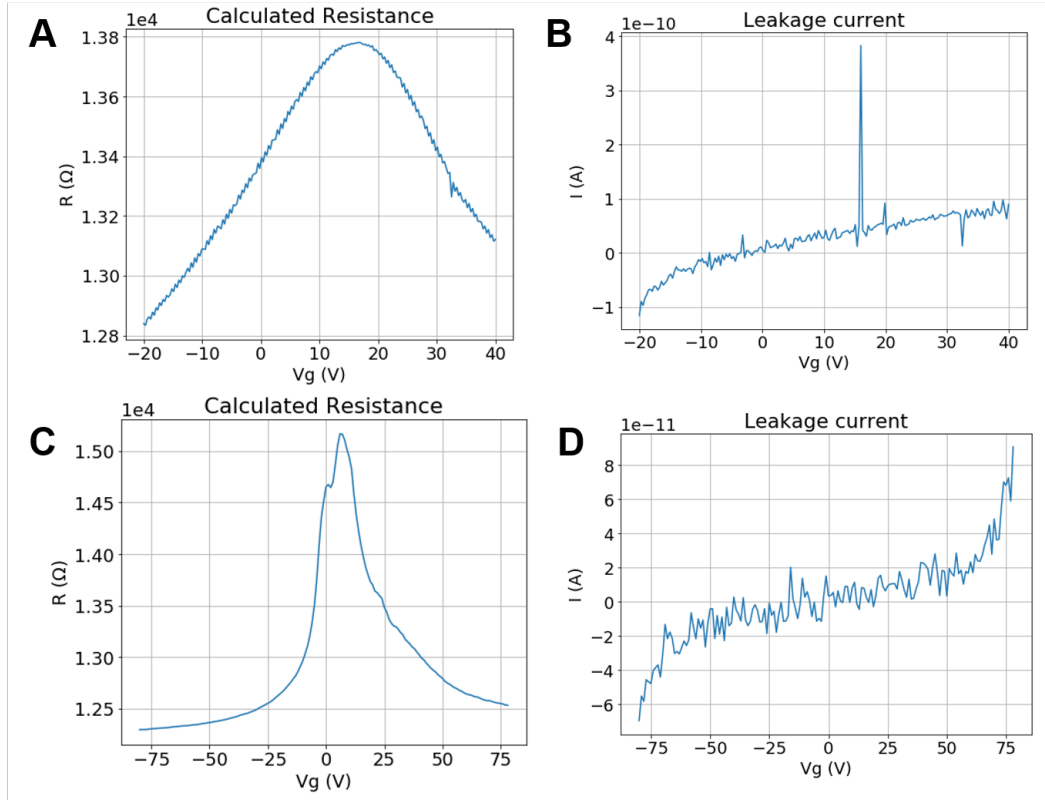 A
Calculated Resistance
1e4
1.38
1.36
1.34
1.32
1.30
1.28
R (Ω)
−20 −10 0 10 20 30 40
Vg (V)
B
Leakage current
1e−10
4
3
2
1
0
−1
I (A)
−20 −10 0 10 20 30 40
Vg (V)
C
Calculated Resistance
1e4
1.50
1.45
1.40
1.35
1.30
1.25
R (Ω)
−75 −50 −25 0 25 50 75
Vg (V)
D
Leakage current
1e−11
8
6
4
2
0
−2
−4
−6
I (A)
−75 −50 −25 0 25 50 75
Vg (V)